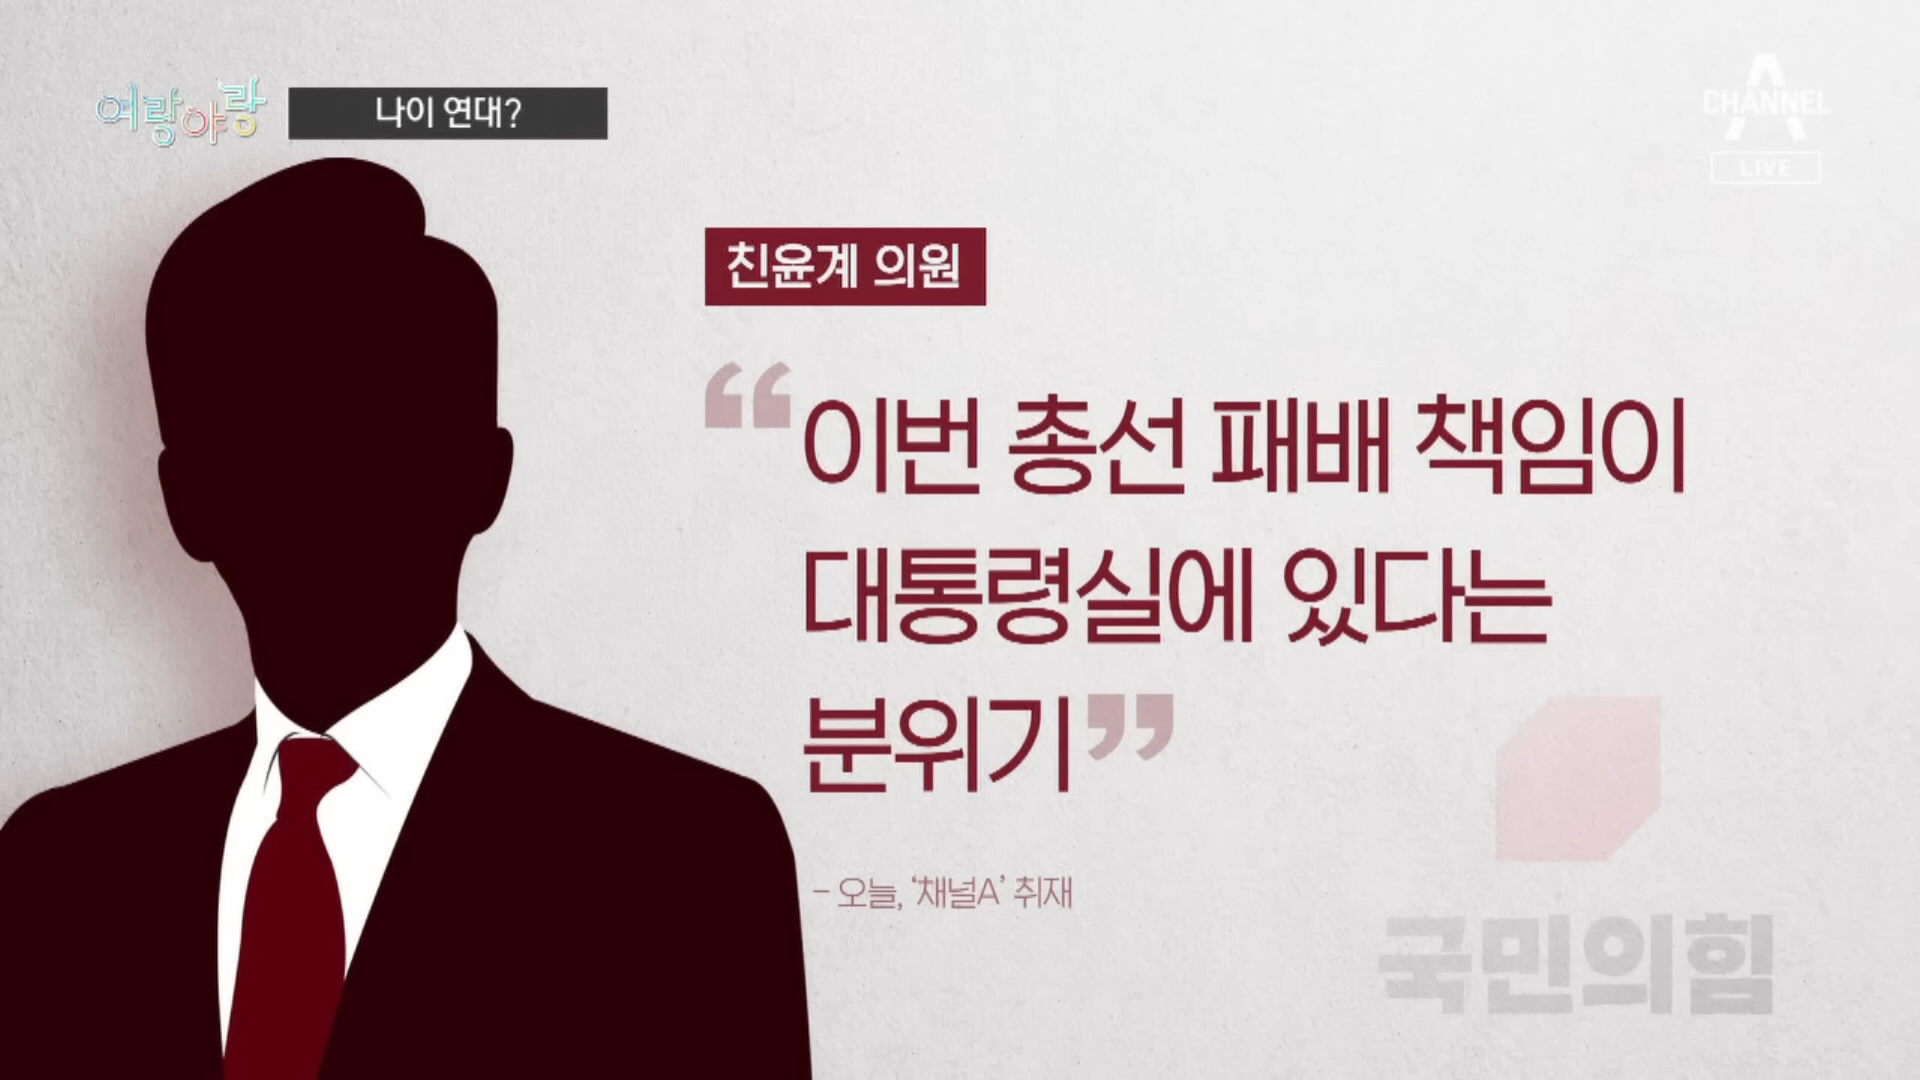 여랑야랑
나이 연대?
CHANNEL A
LIVE
친윤계 의원
“이번 총선 패배 책임이
대통령실에 있다는
분위기”
- 오늘, ‘채널A’ 취재
국민의힘